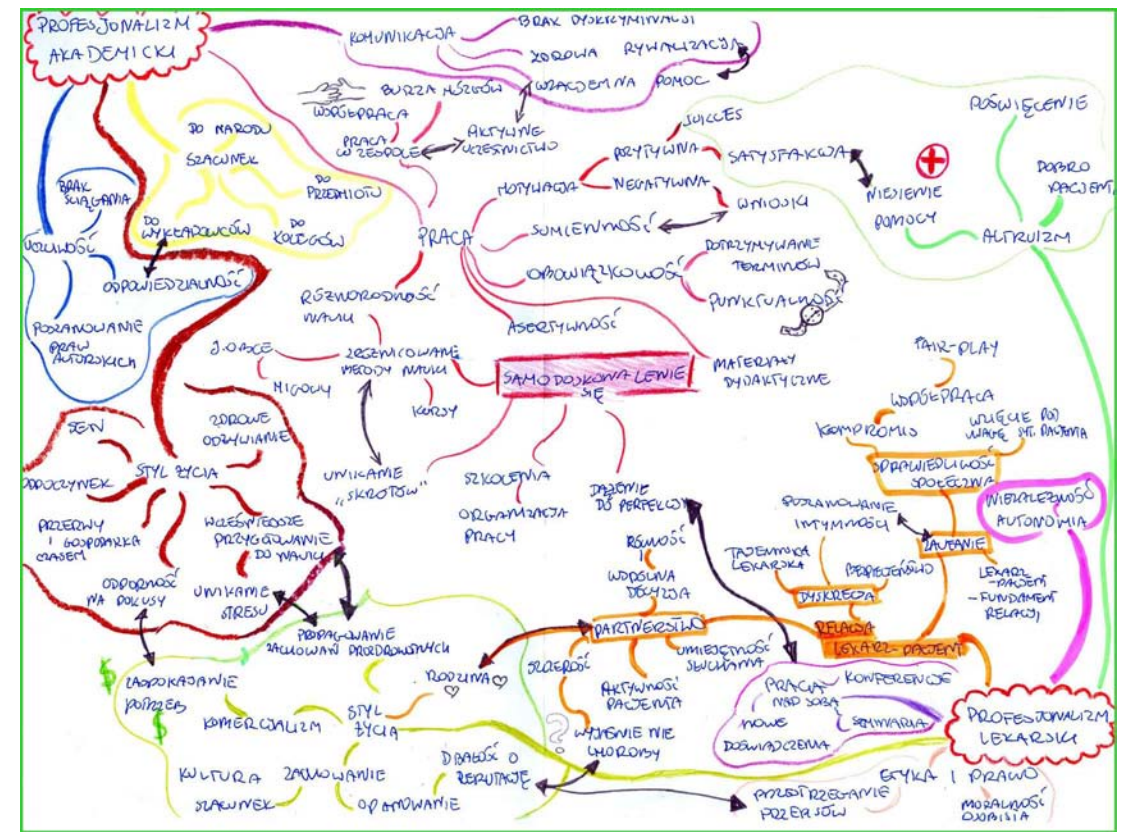 PROFESJONALIZM
AKADEMICKI
KOMUNIKACJA
BRAK DYSKRYMINACJI
ZDROWA RYWALIZACJA
WZAJEMNA POMOC
BURZA MÓZGÓW
WSPÓŁPRACA
PRACA
W ZESPOLE
AKTYWNE
UCZESTNICTWO
DO NARODU
SZACUNEK
DO
PRZEDMIOTU
DO
WYKŁADOWCÓW
DO
KOLEGÓW
BRAK
ŚCIĄGANIA
UCZCIWOŚĆ
ODPOWIEDZIALNOŚĆ
POSZANOWANIE
PRAW
AUTORSKICH
PRACA
MOTYWACJA
POZYTYWNA
SUKCES
SATYSFAKCJA
NEGATYWNA
WNIOSKI
SUMIENNOŚĆ
OBOWIĄZKOWOŚĆ
DOTRZYMYWANIE
TERMINÓW
PUNKTUALNOŚĆ
ASERTYWNOŚĆ
MATERIAŁY
DYDAKTYCZNE
RÓŻNORODNOŚĆ
NAUKI
ZRÓŻNICOWANE
METODY NAUKI
J. OBCE
MIGOWY
KURSY
SAMODOSKONALENIE
SIĘ
UNIKANIE
„SKRÓTÓW”
SZKOLENIA
ORGANIZACJA
PRACY
DĄŻENIE
DO PERFEKCJI
POŚWIĘCENIE
DOBRO
PACJENTA
NIESIENIE
POMOCY
ALTRUIZM
SEN
ZDROWE
ODŻYWIANIE
STYL ŻYCIA
ODPOCZYNEK
PRZERWY
I GOSPODARKA
CZASEM
WCZEŚNIEJSZE
PRZYGOTOWANIE
DO NAUKI
ODPORNOŚĆ
NA POKUSY
UNIKANIE
STRESU
FAIR-PLAY
WSPÓŁPRACA
KOMPROMIS
WZIĘCIE POD
UWAGĘ SYT. PACJENTA
SPRAWIEDLIWOŚĆ
SPOŁECZNA
NIEZALEŻNOŚĆ
AUTONOMIA
POSZANOWANIE
INTYMNOŚCI
ZAUFANIE
LEKARZ
-PACJENT
-FUNDAMENT
RELACJI
TAJEMNICA
LEKARSKA
BEZPIECZEŃSTWO
DYSKRECJA
RELACJA
LEKARZ-PACJENT
RÓWNOŚĆ
WSPÓLNA
DECYZJA
PARTNERSTWO
SZCZEROŚĆ
AKTYWNOŚĆ
PACJENTA
UMIEJĘTNOŚĆ
SŁUCHANIA
WYJAŚNIENIE
CHOROBY
PROPAGOWANIE
ZACHOWAŃ PROZDROWOTNYCH
RODZINA
$
ZASPOKAJANIE
POTRZEB
$
KOMERCJALIZM
STYL
ŻYCIA
KULTURA
ZACHOWANIE
SZACUNEK
OPANOWANIE
DBAŁOŚĆ O
REPUTACJĘ
?
PRACA
NAD SOBĄ
KONFERENCJE
NOWE
DOŚWIADCZENIA
SEMINARIA
PROFESJONALIZM
LEKARSKI
ETYKA I PRAWO
PRZESTRZEGANIE
PRZEPISÓW
MORALNOŚĆ
OSOBISTA